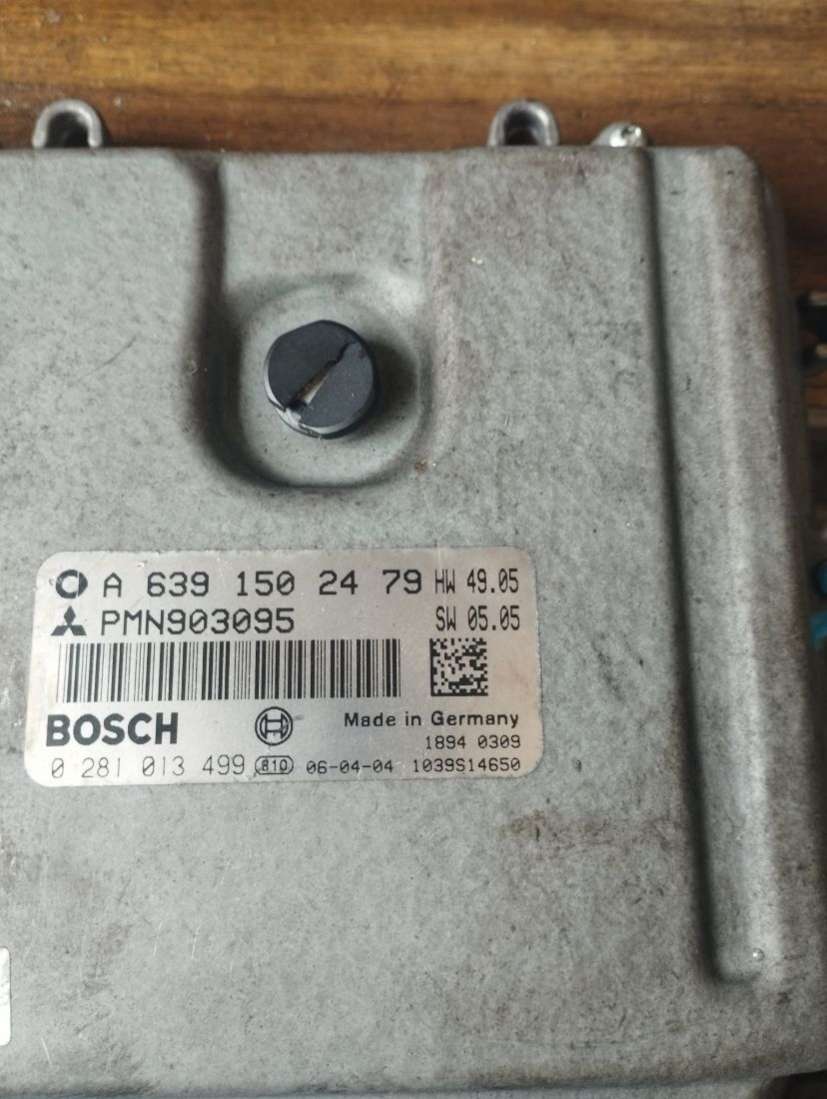 A 639 150 24 79 HW 49.05
PMN903095 SW 05.05
BOSCH Made in Germany
1894 0309
0 281 013 499 810 06-04-04 1039S14650